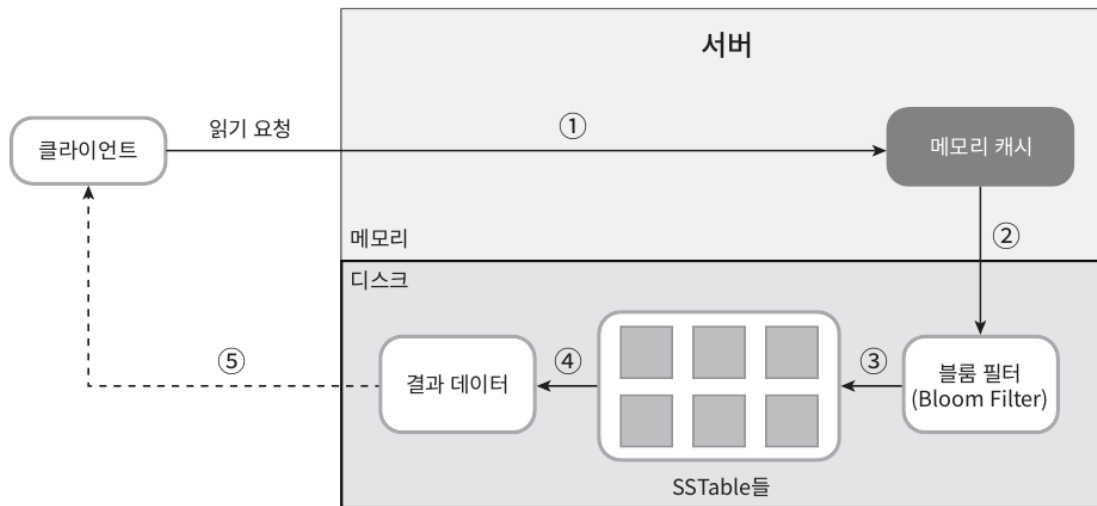 서버
클라이언트
읽기 요청
①
메모리 캐시
메모리
②
디스크
블룸 필터
(Bloom Filter)
③
SSTable들
④
결과 데이터
⑤